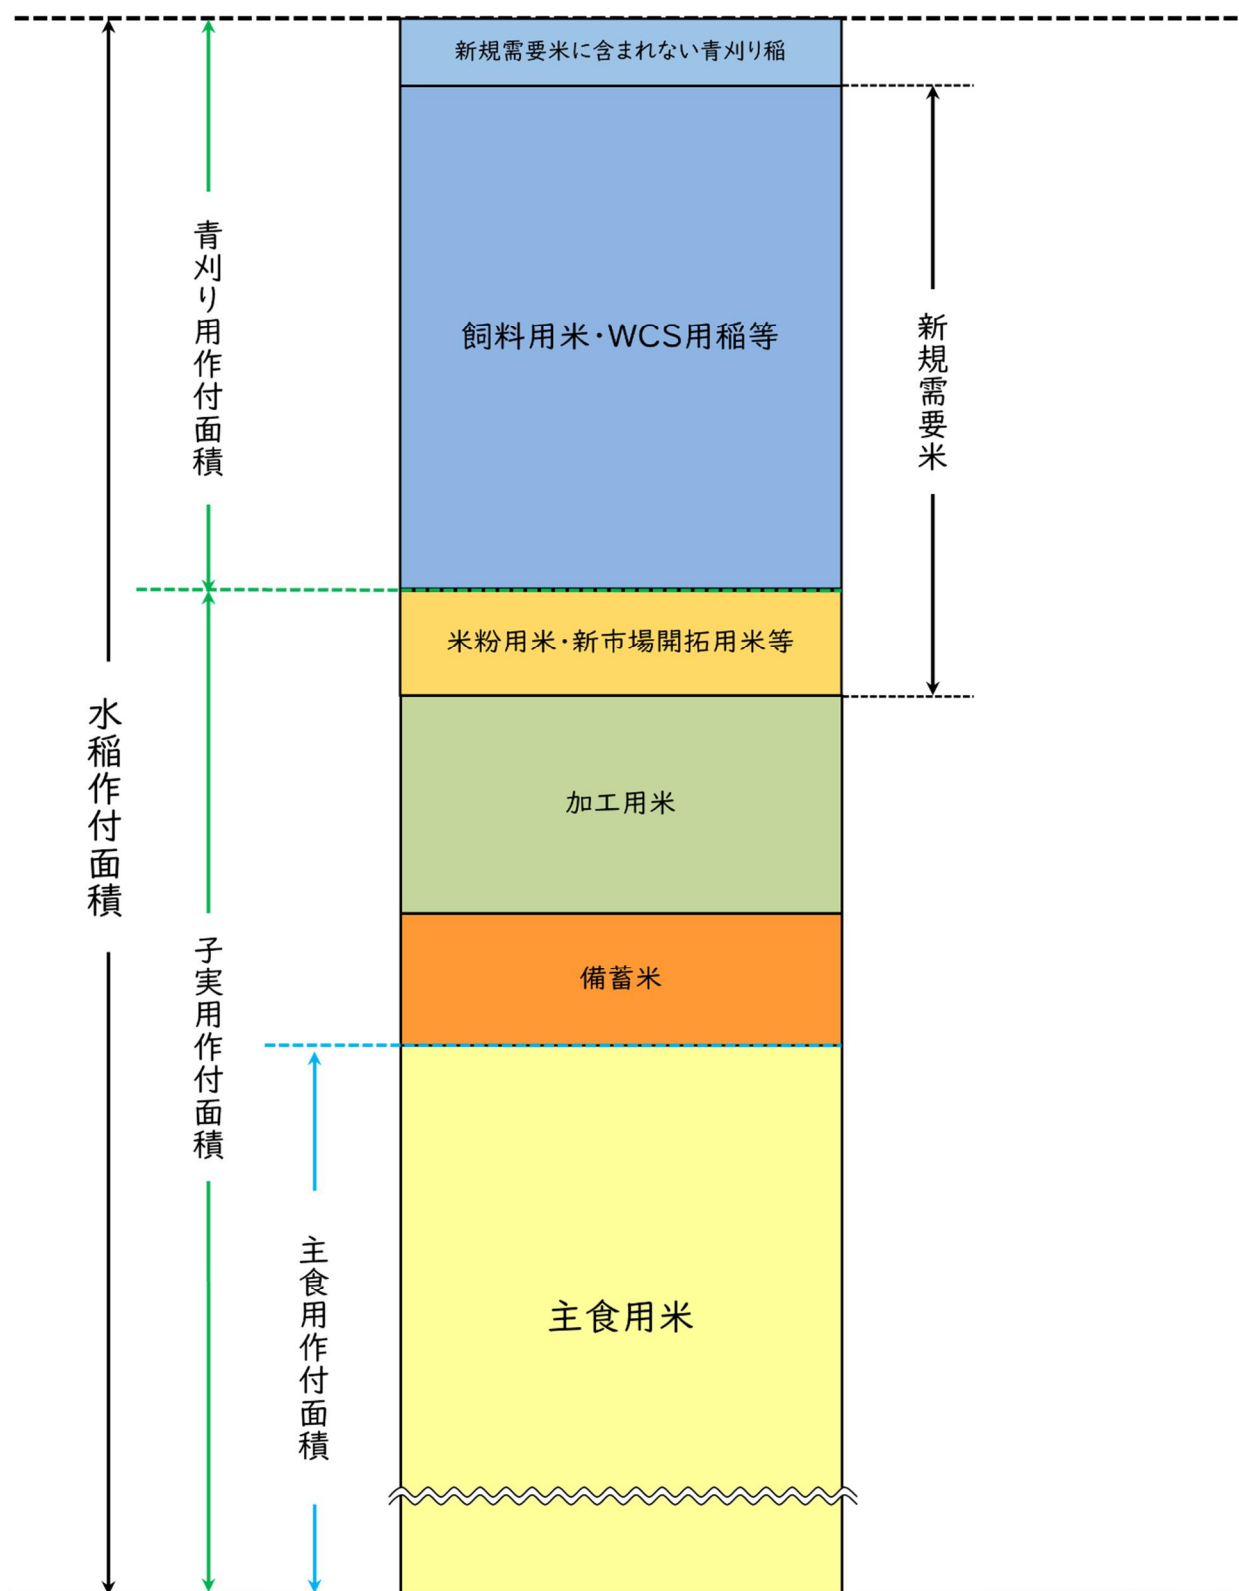 新規需要米に含まれない青刈り稲
飼料用米・WCS用稲等
米粉用米・新市場開拓用米等
加工用米
備蓄米
主食用米
水稲作付面積
青刈り用作付面積
子実用作付面積
主食用作付面積
新規需要米